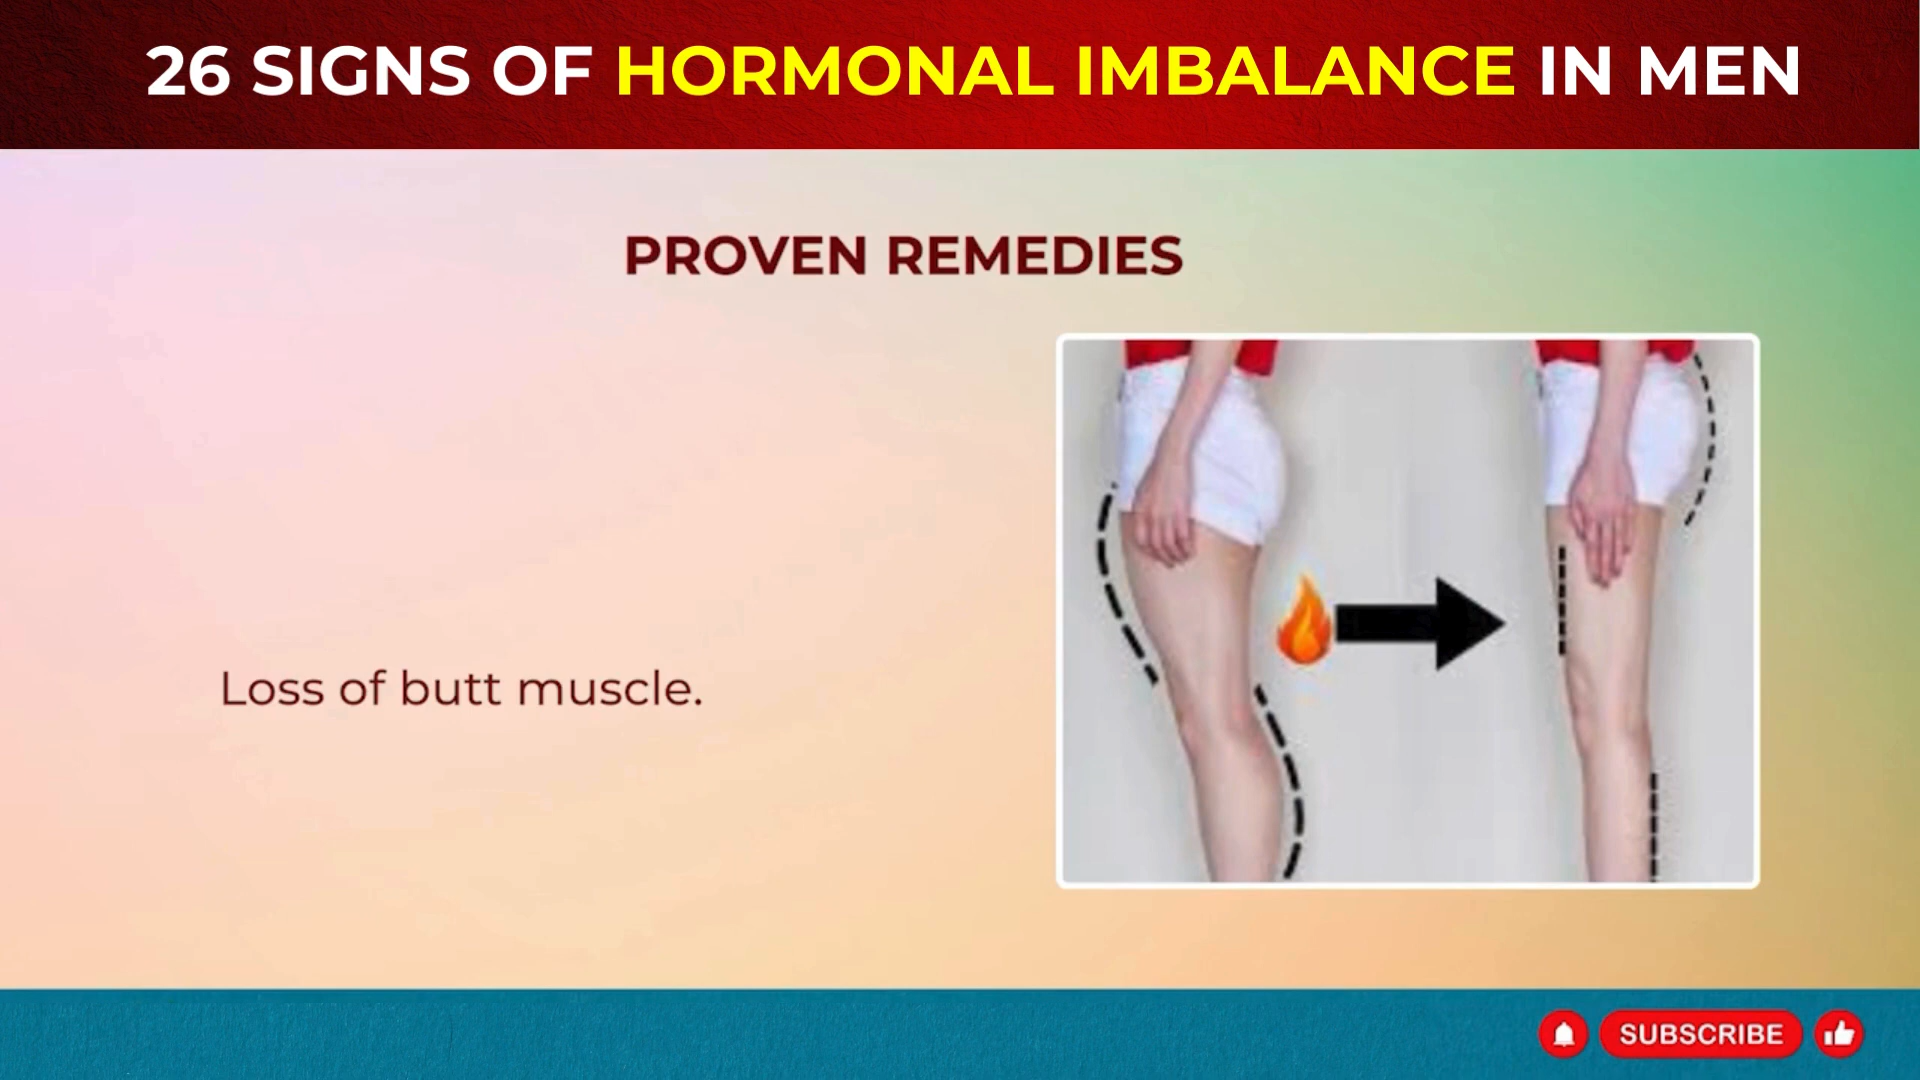 26 SIGNS OF HORMONAL IMBALANCE IN MEN
PROVEN REMEDIES
Loss of butt muscle.
SUBSCRIBE